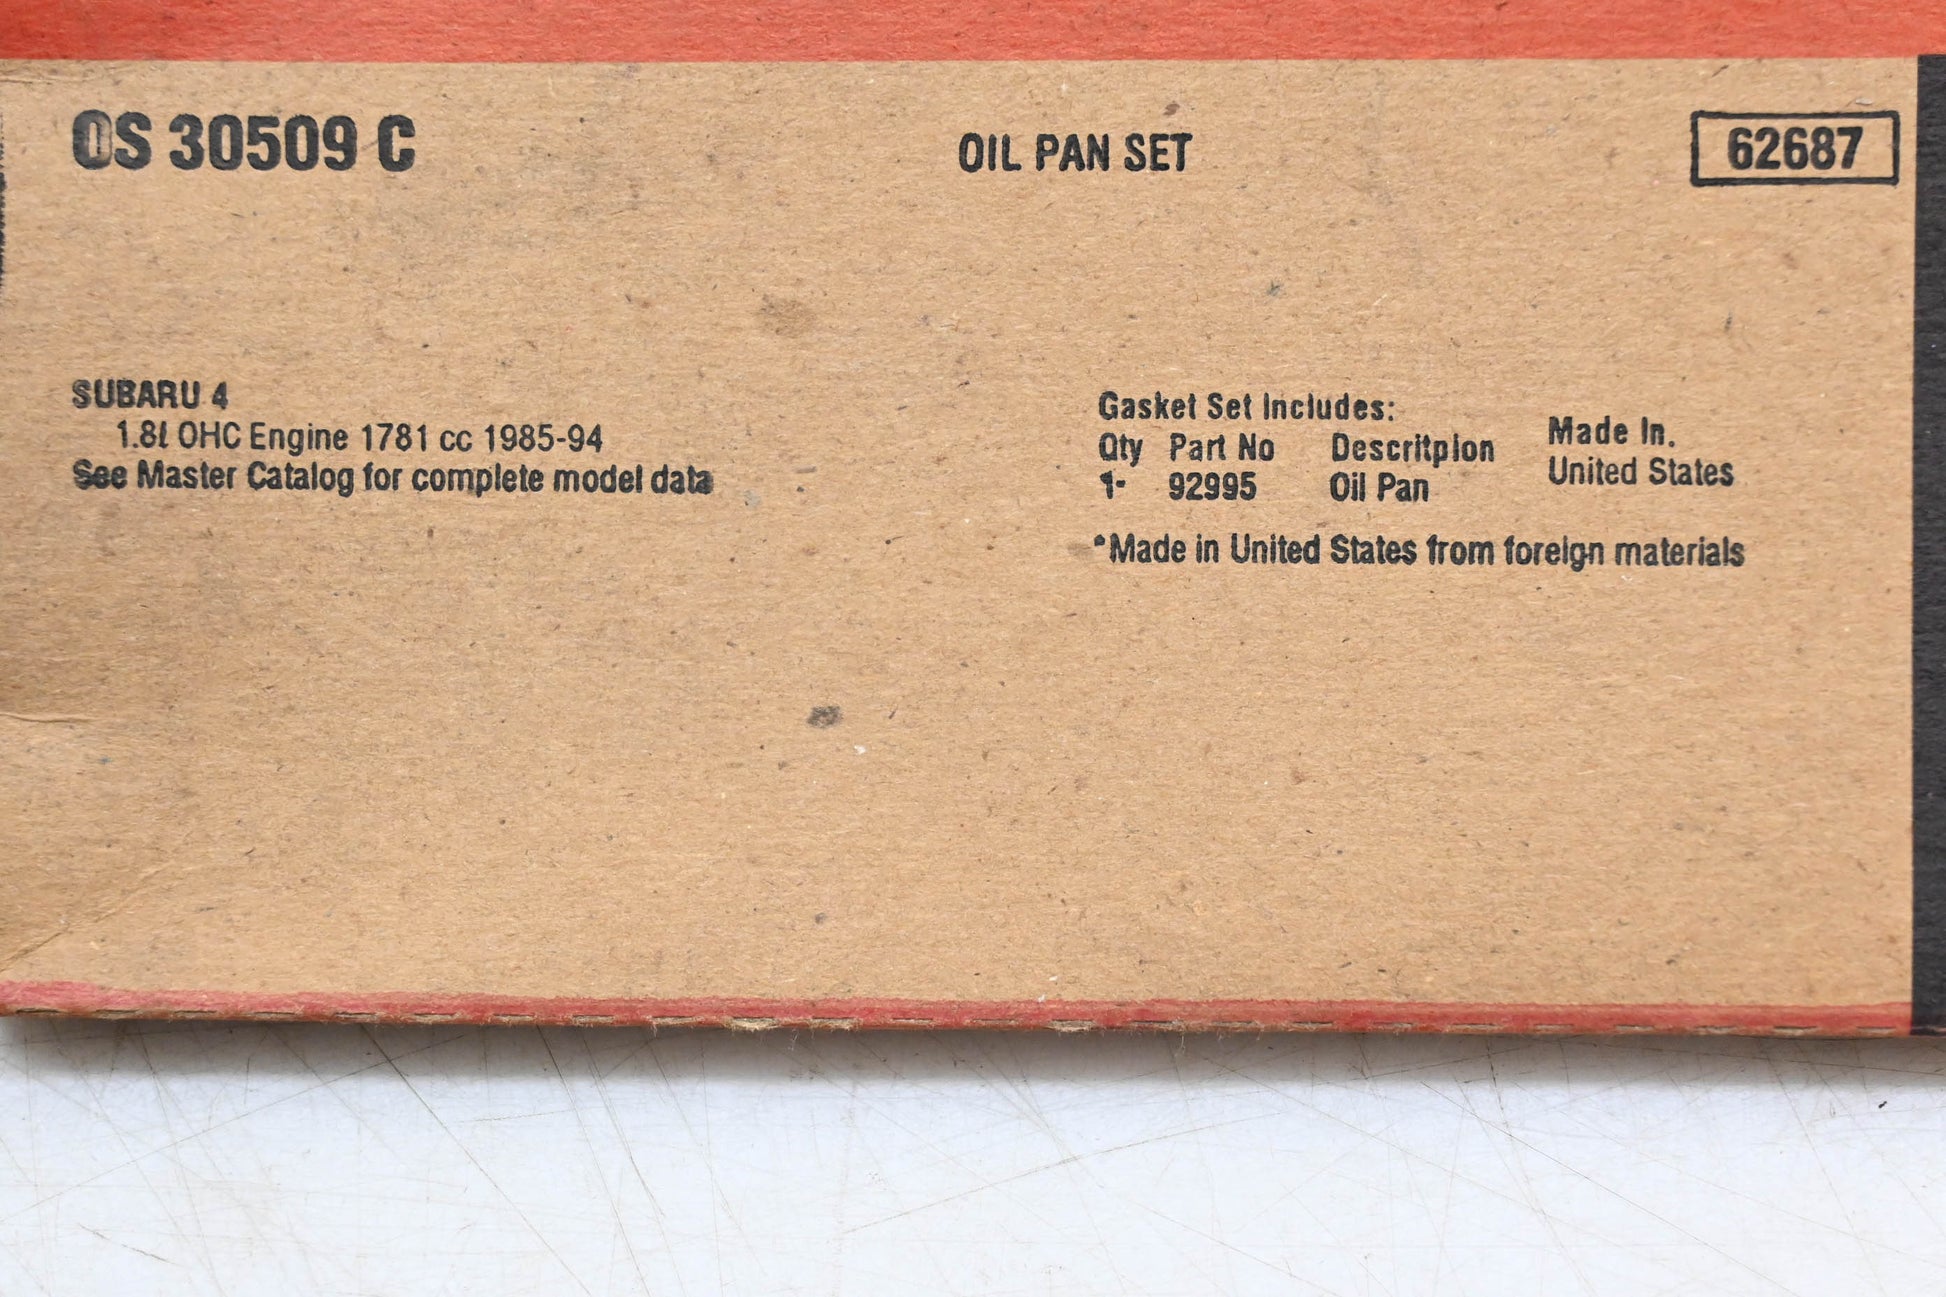 OS 30509 C
OIL PAN SET
62687
SUBARU 4
1.8l OHC Engine 1781 cc 1985-94
See Master Catalog for complete model data
Gasket Set Includes:
Qty Part No Descritpion
1- 92995 Oil Pan
Made In.
United States
*Made in United States from foreign materials